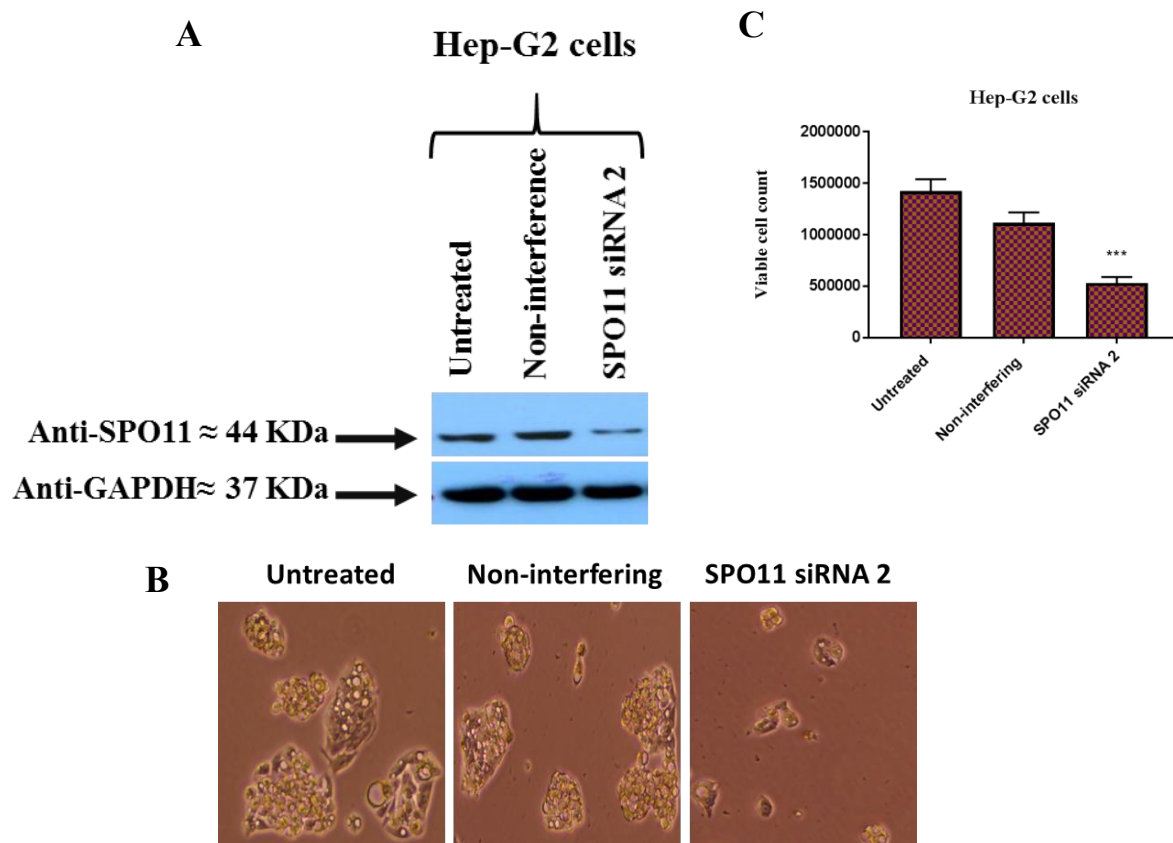 A
Hep-G2 cells
Untreated
Non-interference
SPO11 siRNA 2
Anti-SPO11 ≈ 44 KDa
Anti-GAPDH≈ 37 KDa
B
Untreated
Non-interfering
SPO11 siRNA 2
C
Hep-G2 cells
Viable cell count
2000000
1500000
1000000
500000
0
***
Untreated
Non-interfering
SPO11 siRNA 2